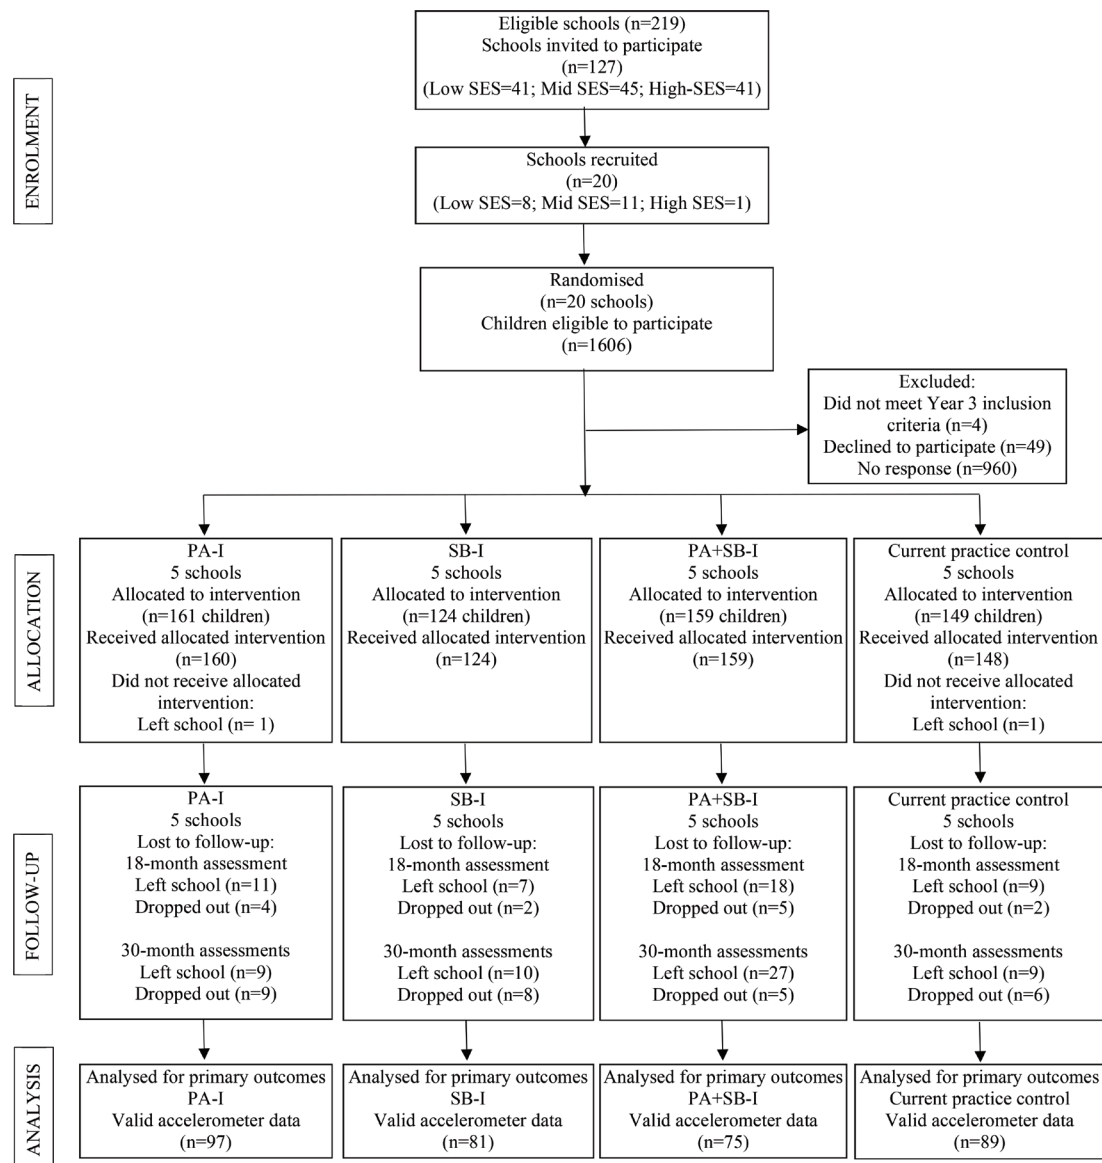 Eligible schools (n=219)
Schools invited to participate
(n=127)
(Low SES=41; Mid SES=45; High-SES=41)
ENROLMENT
Schools recruited
(n=20)
(Low SES=8; Mid SES=11; High SES=1)
Randomised
(n=20 schools)
Children eligible to participate
(n=1606)
Excluded:
Did not meet Year 3 inclusion
criteria (n=4)
Declined to participate (n=49)
No response (n=960)
ALLOCATION
PA-I
5 schools
Allocated to intervention
(n=161 children)
Received allocated intervention
(n=160)
Did not receive allocated
intervention:
Left school (n= 1)
SB-I
5 schools
Allocated to intervention
(n=124 children)
Received allocated intervention
(n=124)
PA+SB-I
5 schools
Allocated to intervention
(n=159 children)
Received allocated intervention
(n=159)
Current practice control
5 schools
Allocated to intervention
(n=149 children)
Received allocated intervention
(n=148)
Did not receive allocated
intervention:
Left school (n=1)
FOLLOW-UP
PA-I
5 schools
Lost to follow-up:
18-month assessment
Left school (n=11)
Dropped out (n=4)
30-month assessments
Left school (n=9)
Dropped out (n=9)
SB-I
5 schools
Lost to follow-up:
18-month assessment
Left school (n=7)
Dropped out (n=2)
30-month assessments
Left school (n=10)
Dropped out (n=8)
PA+SB-I
5 schools
Lost to follow-up:
18-month assessment
Left school (n=18)
Dropped out (n=5)
30-month assessments
Left school (n=27)
Dropped out (n=5)
Current practice control
5 schools
Lost to follow-up:
18-month assessment
Left school (n=9)
Dropped out (n=2)
30-month assessments
Left school (n=9)
Dropped out (n=6)
ANALYSIS
Analysed for primary outcomes
PA-I
Valid accelerometer data
(n=97)
Analysed for primary outcomes
SB-I
Valid accelerometer data
(n=81)
Analysed for primary outcomes
PA+SB-I
Valid accelerometer data
(n=75)
Analysed for primary outcomes
Current practice control
Valid accelerometer data
(n=89)